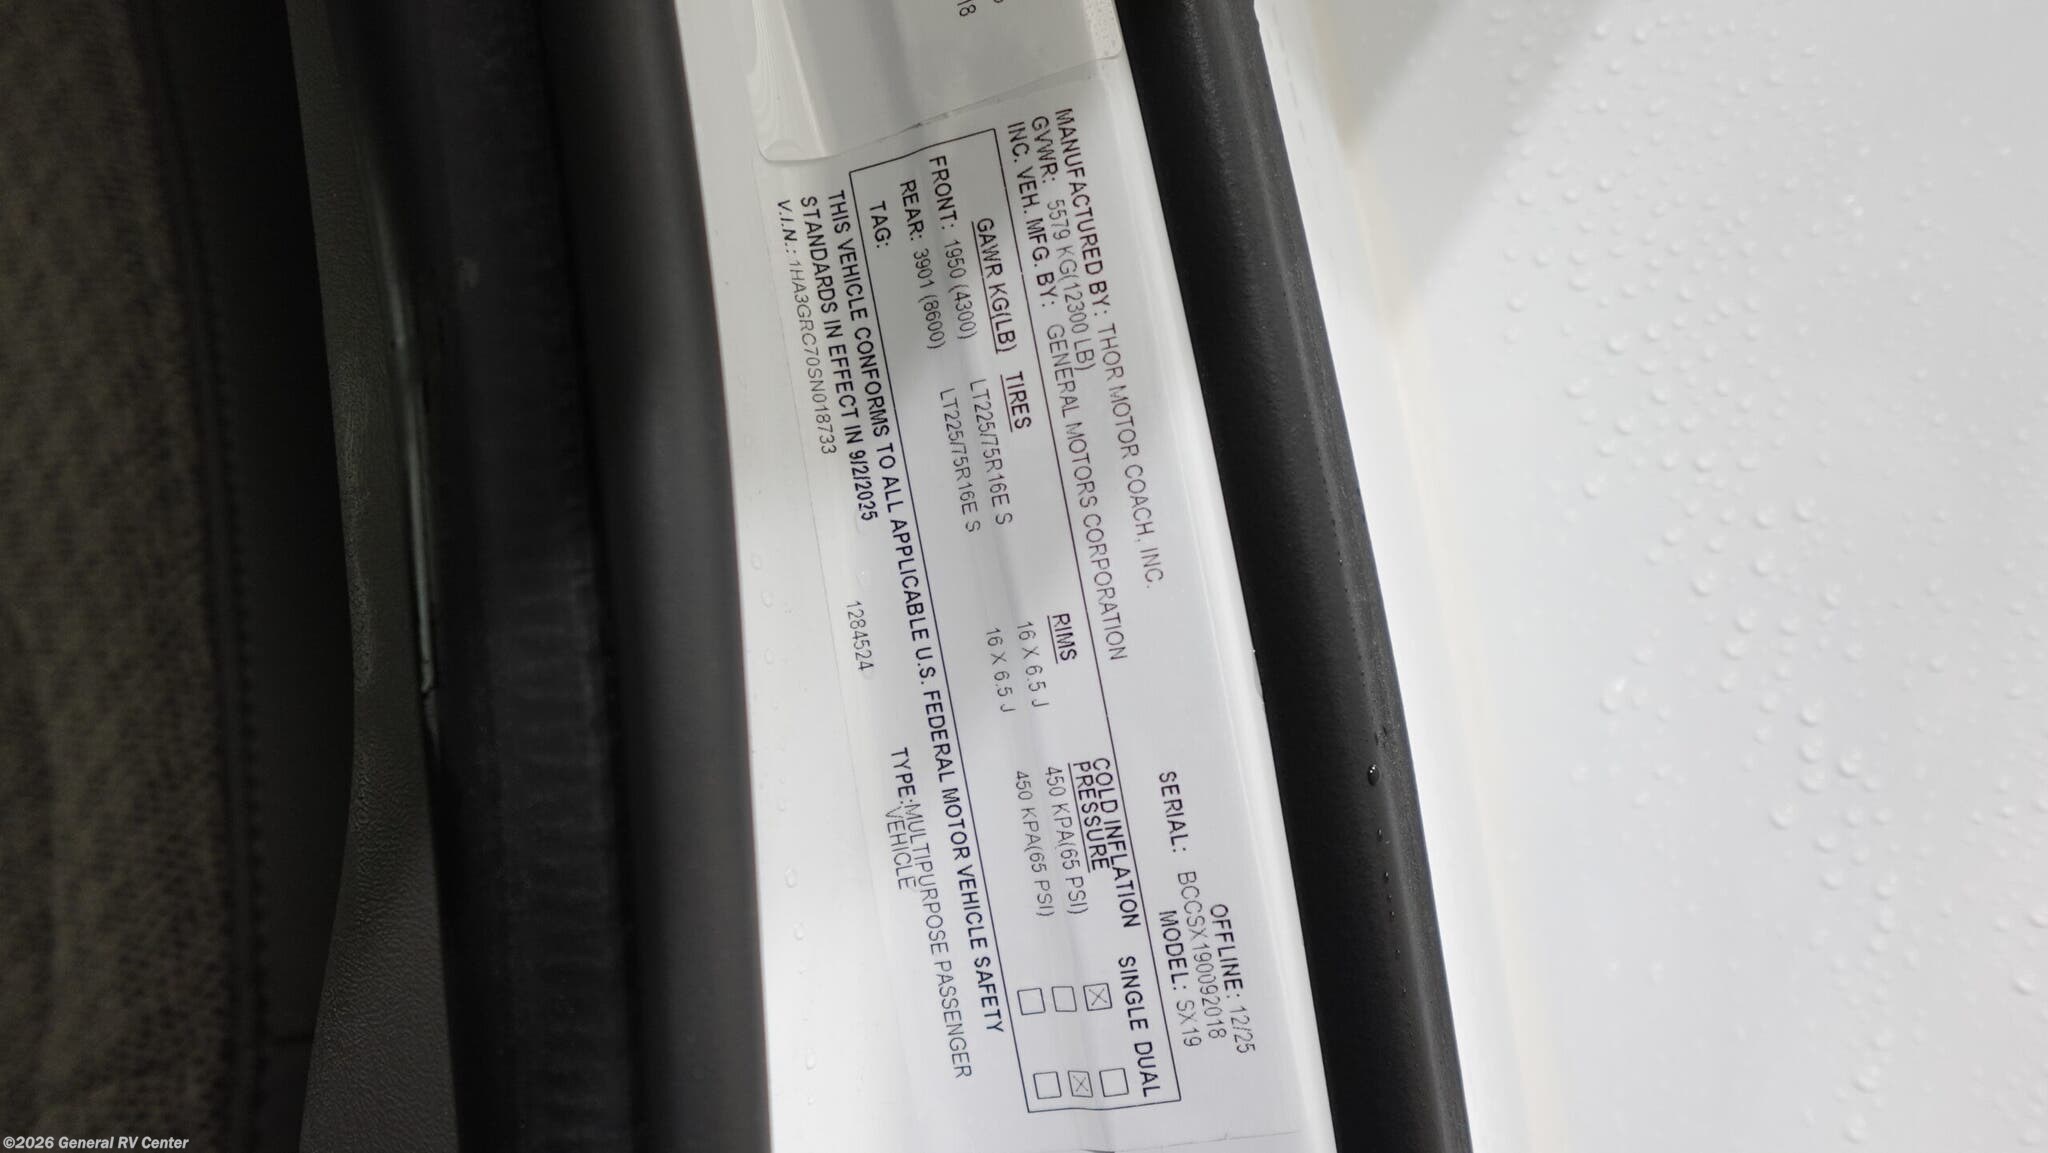 18
OFFLINE: 12/25
MANUFACTURED BY: THOR MOTOR COACH, INC. SERIAL: BCCSX190092018
GVWR: 5579 KG(12300 LB) MODEL: SX19
INC. VEH. MFG. BY: GENERAL MOTORS CORPORATION
GAWR KG(LB) TIRES RIMS COLD INFLATION PRESSURE SINGLE DUAL
FRONT: 1950 (4300) LT225/75R16E S 16 X 6.5 J 450 KPA(65 PSI) ☒ ☐
REAR: 3901 (8600) LT225/75R16E S 16 X 6.5 J 450 KPA(65 PSI) ☐ ☒
TAG: ☐ ☐
THIS VEHICLE CONFORMS TO ALL APPLICABLE U.S. FEDERAL MOTOR VEHICLE SAFETY
STANDARDS IN EFFECT IN 9/2/2025 TYPE:MULTIPURPOSE PASSENGER
VEHICLE
V.I.N.: 1HA3GRC70SN018733 1284524
©2026 General RV Center